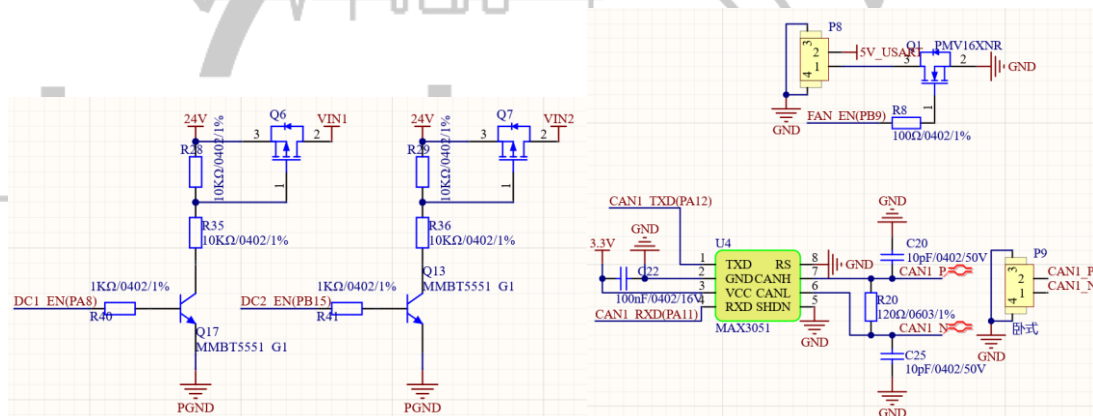 24V
Q6
VIN1
3
2
1
R28
10KΩ/0402/1%
R35
10KΩ/0402/1%
1KΩ/0402/1%
DC1_EN(PA8)
R40
Q17
MMBT5551 G1
PGND
24V
Q7
VIN2
3
2
1
R29
10KΩ/0402/1%
R36
10KΩ/0402/1%
Q13
MMBT5551 G1
1KΩ/0402/1%
DC2_EN(PB15)
R41
PGND
P8
3
2
1
4
5V_USART
Q1
PMV16XNR
3
2
GND
1
FAN_EN(PB9)
R8
100Ω/0402/1%
GND
CAN1_TXD(PA12)
GND
3.3V
C22
100nF/0402/16V
CAN1_RXD(PA11)
U4
1
2
3
4
TXD
RS
GND
CANH
VCC
CANL
RXD
SHDN
8
7
6
5
MAX3051
GND
GND
GND
C20
10pF/0402/50V
CAN1_P
R20
120Ω/0603/1%
CAN1_N
C25
10pF/0402/50V
GND
P9
3
2
1
4
CAN1_P
CAN1_N
卧式
GND